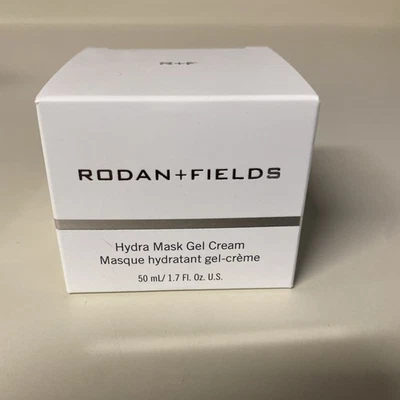 R+F
RODAN+FIELDS
Hydra Mask Gel Cream
Masque hydratant gel-crème
50 mL/ 1.7 Fl. Oz. U.S.